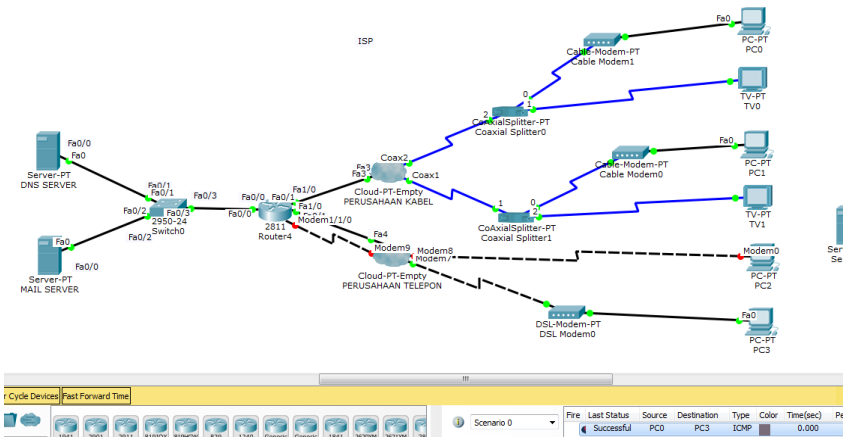 ISP
Fa0
PC-PT
PC0
Cable-Modem-PT
Cable Modem1
0
1
2
CoAxialSplitter-PT
Coaxial Splitter0
TV-PT
TV0
Fa0/0
Fa0
Server-PT
DNS SERVER
Fa0/1
Fa0/1
Fa0/3
Fa0/2
Fa0/3
2950-24
Switch0
Fa0/2
Fa0
Fa0/0
Server-PT
MAIL SERVER
Fa0/0
Fa0/1
Fa1/0
Fa1/0
Fa0/0
Modem1/1/0
2811
Router4
Coax2
Fa3
Fa3
Coax1
Cloud-PT-Empty
PERUSAHAAN KABEL
Fa0
PC-PT
PC1
Cable-Modem-PT
Cable Modem0
1
0
2
CoAxialSplitter-PT
Coaxial Splitter1
TV-PT
TV1
Fa4
Modem9
Modem8
Modem7
Cloud-PT-Empty
PERUSAHAAN TELEPON
Modem0
PC-PT
PC2
DSL-Modem-PT
DSL Modem0
Fa0
PC-PT
PC3
Cycle Devices
Fast Forward Time
Scenario 0
Fire Last Status Source Destination Type Color Time(sec)
Successful PC0 PC3 ICMP 0.000